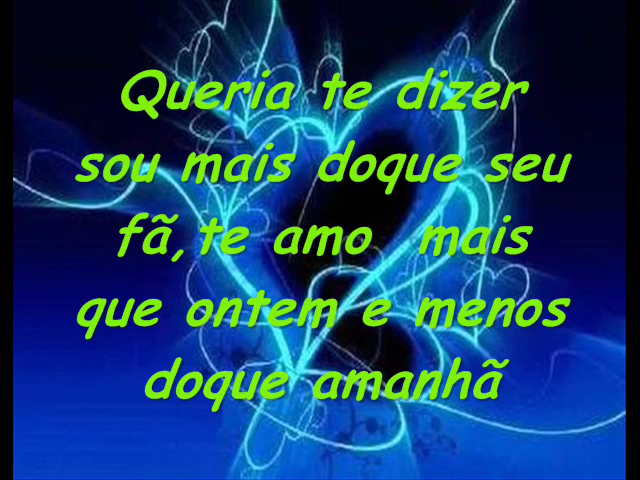 Queria te dizer
sou mais doque seu
fã,te amo mais
que ontem e menos
doque amanhã